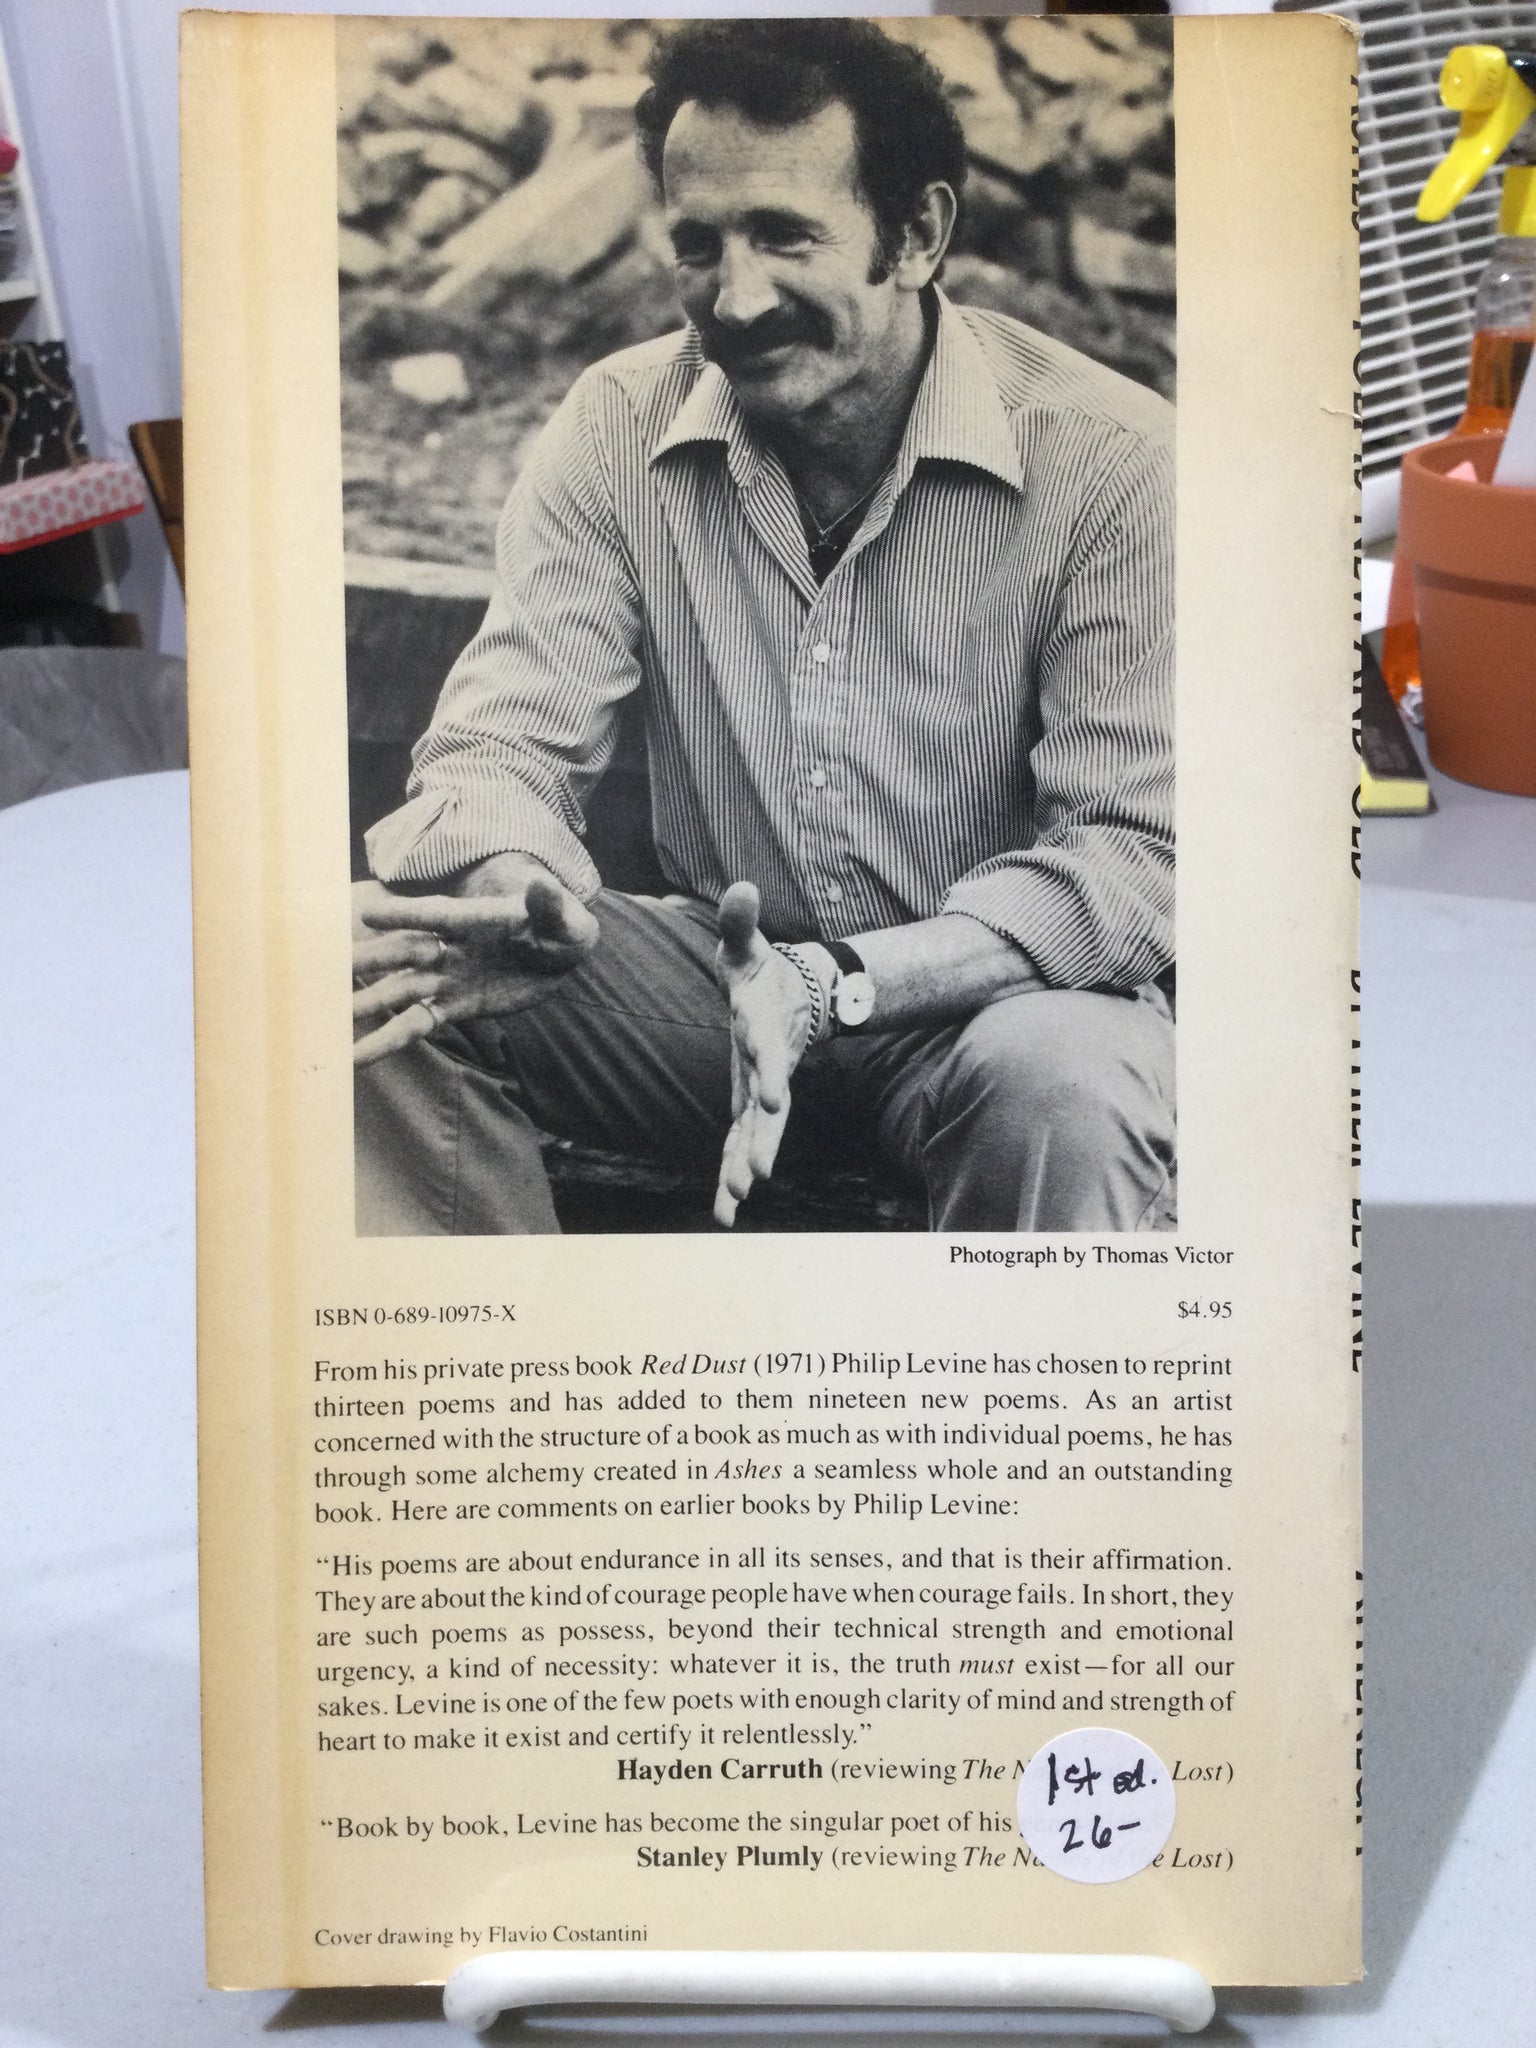 Photograph by Thomas Victor
ISBN 0-689-10975-X
$4.95
From his private press book Red Dust (1971) Philip Levine has chosen to reprint
thirteen poems and has added to them nineteen new poems. As an artist
concerned with the structure of a book as much as with individual poems, he has
through some alchemy created in Ashes a seamless whole and an outstanding
book. Here are comments on earlier books by Philip Levine:
“His poems are about endurance in all its senses, and that is their affirmation.
They are about the kind of courage people have when courage fails. In short, they
are such poems as possess, beyond their technical strength and emotional
urgency, a kind of necessity: whatever it is, the truth must exist—for all our
sakes. Levine is one of the few poets with enough clarity of mind and strength of
heart to make it exist and certify it relentlessly.”
Hayden Carruth (reviewing The Lost)
“Book by book, Levine has become the singular poet of his
Stanley Plumly (reviewing The Lost)
1st ed.
26-
Cover drawing by Flavio Costantini